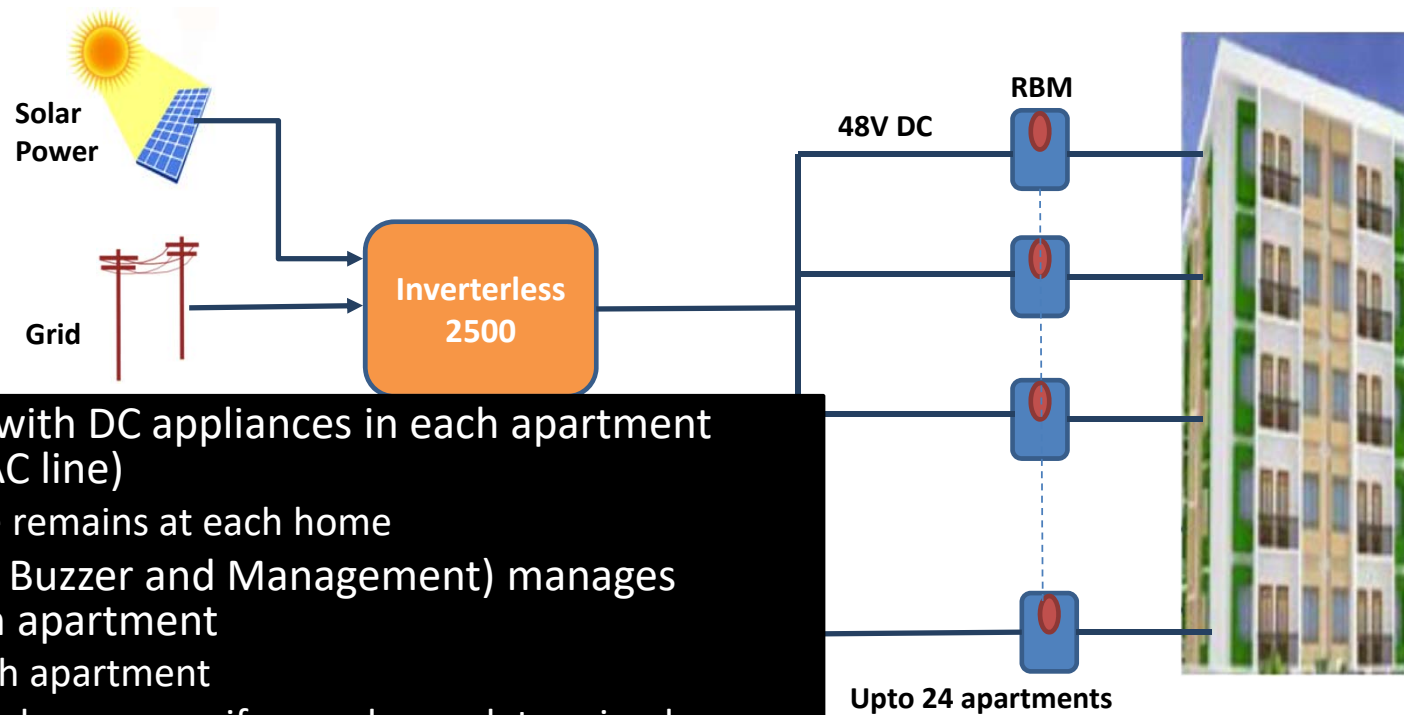 Solar
Power
Grid
Inverterless
2500
48V DC
RBM
with DC appliances in each apartment
AC line)
remains at each home
Buzzer and Management) manages
apartment
apartment
Upto 24 apartments